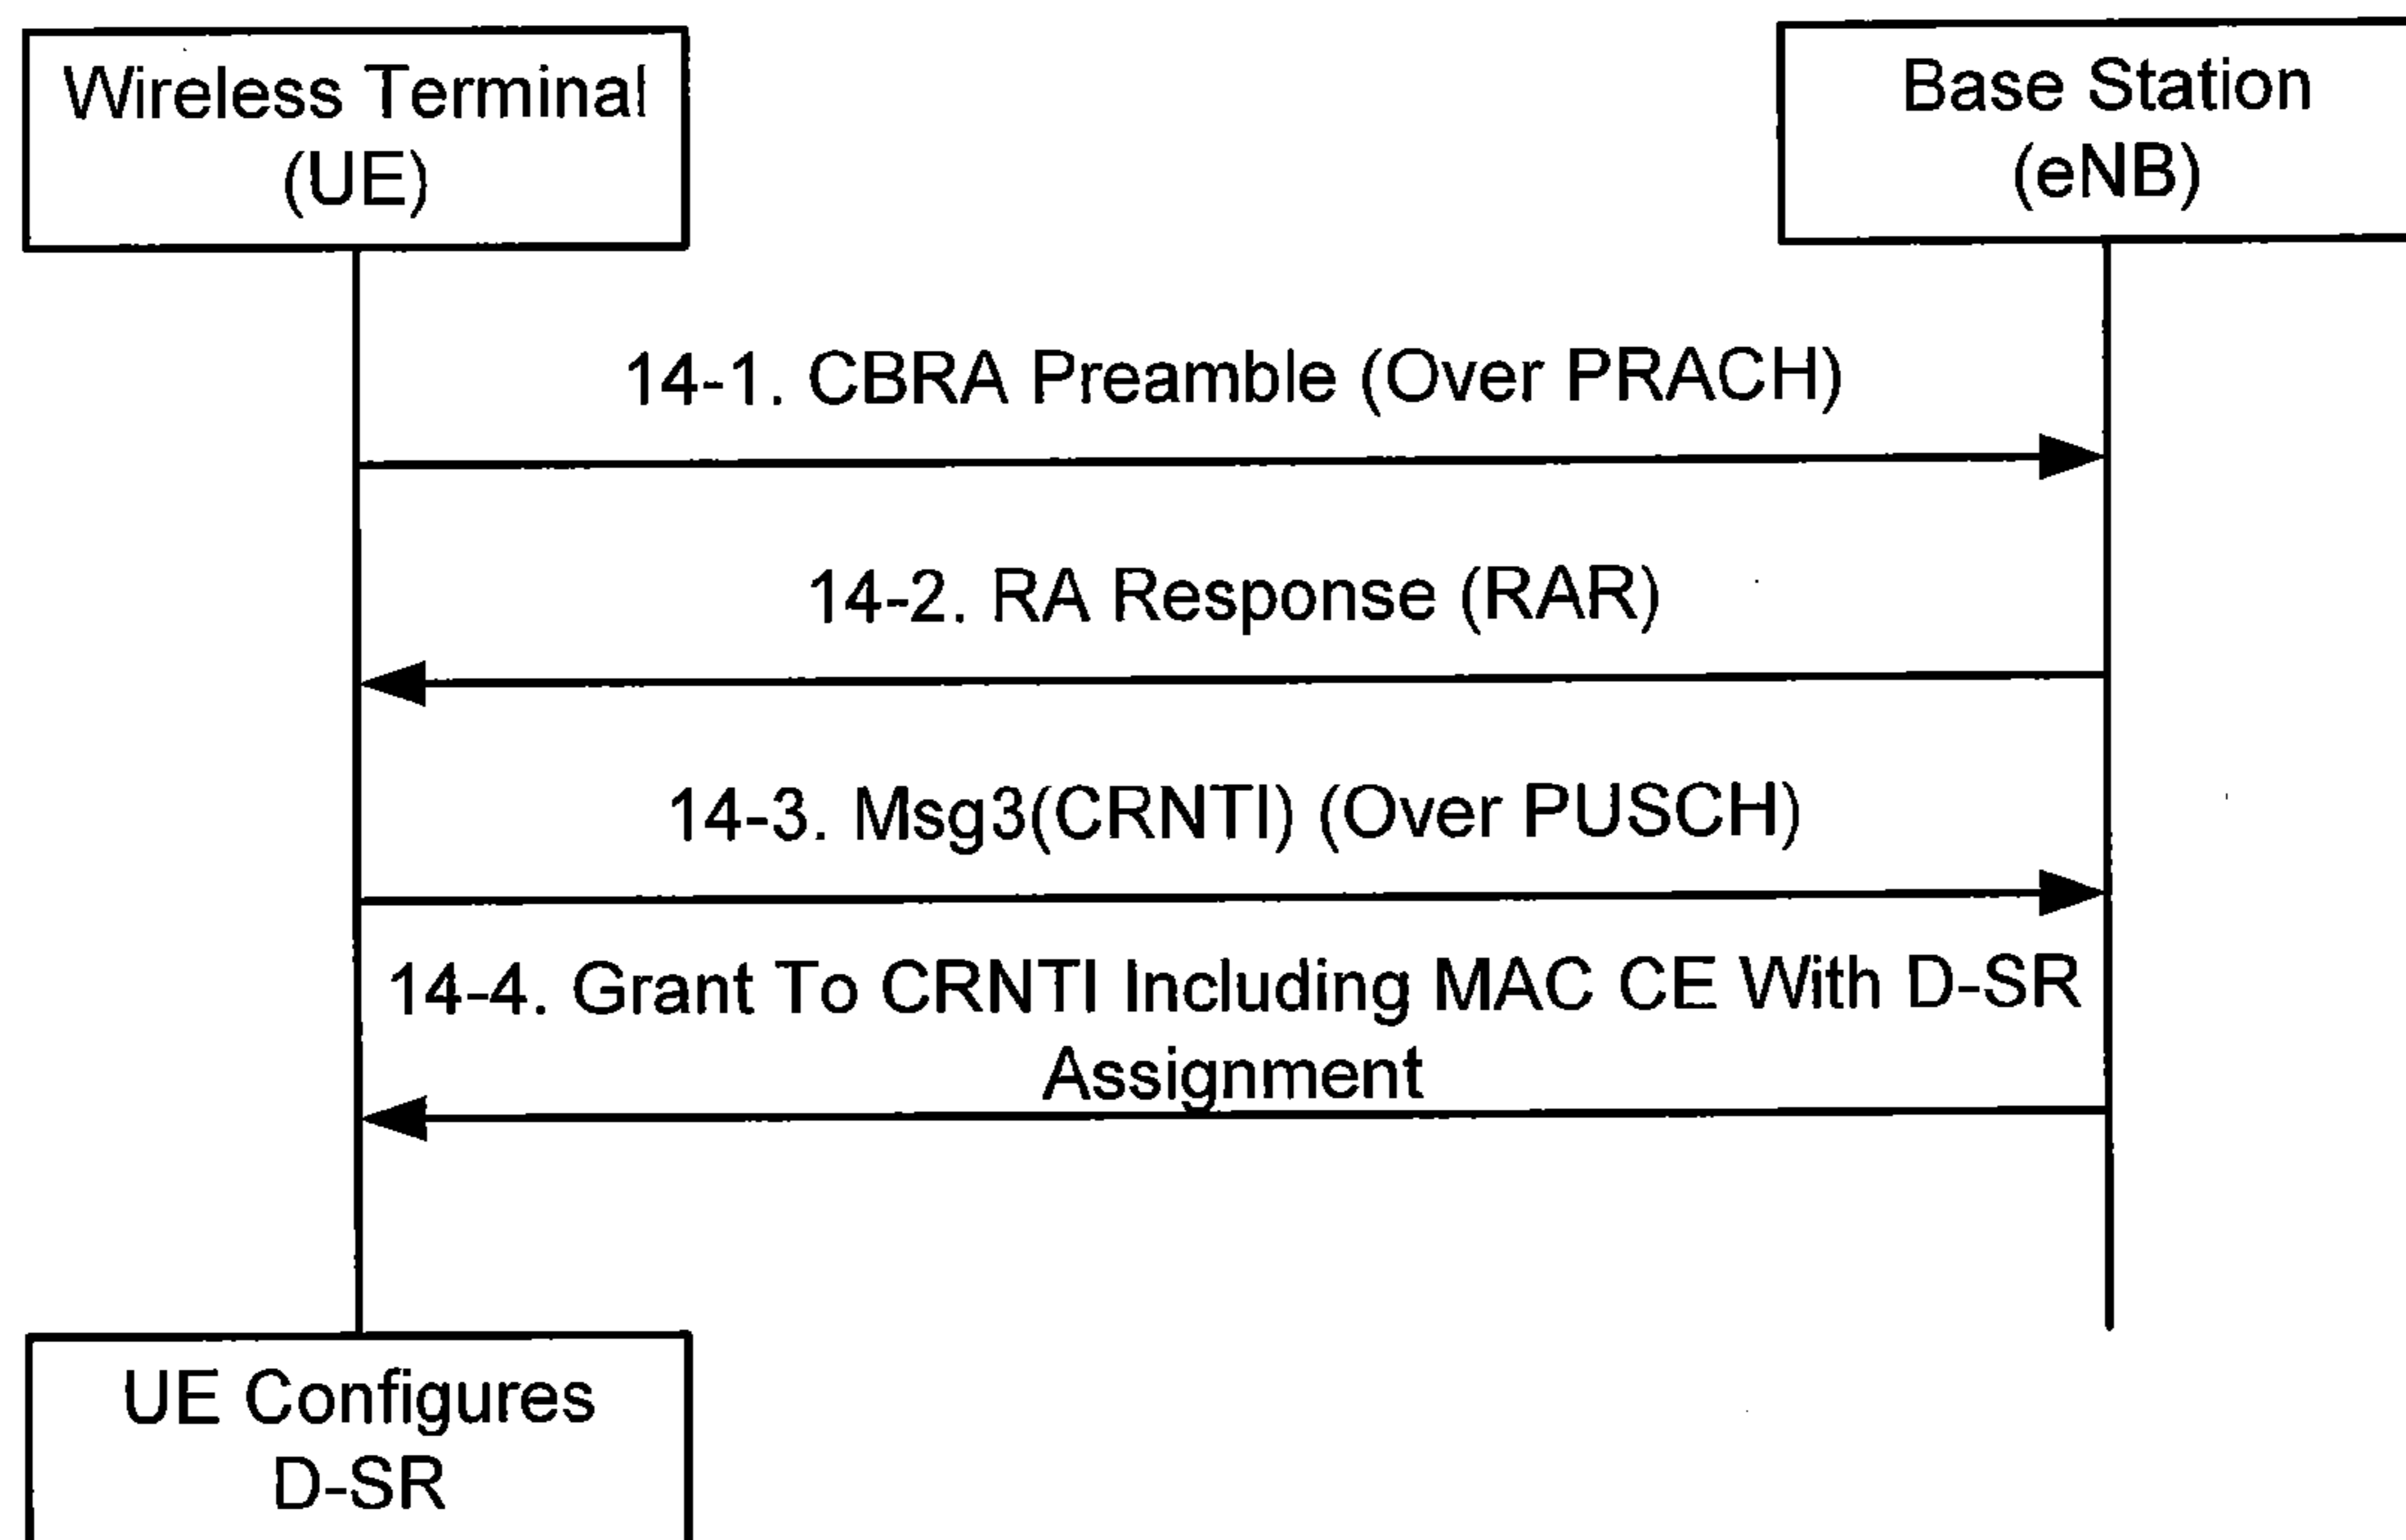 Wireless Terminal
(UE)
Base Station
(eNB)
14-1. CBRA Preamble (Over PRACH)
14-2. RA Response (RAR)
14-3. Msg3(CRNTI) (Over PUSCH)
14-4. Grant To CRNTI Including MAC CE With D-SR
Assignment
UE Configures
D-SR